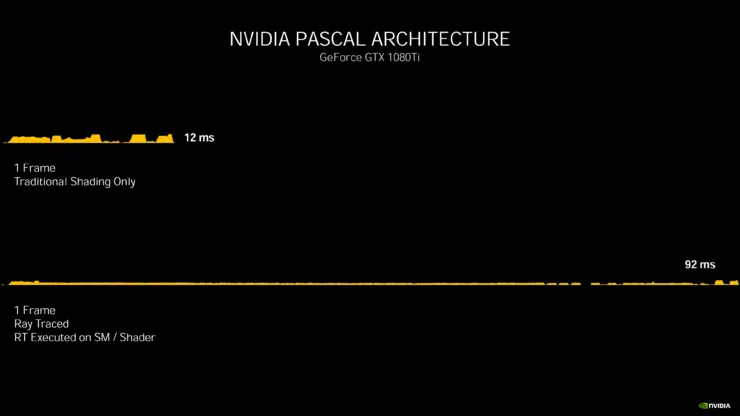 NVIDIA PASCAL ARCHITECTURE
GeForce GTX 1080Ti
12 ms
1 Frame
Traditional Shading Only
92 ms
1 Frame
Ray Traced
RT Executed on SM / Shader
NVIDIA